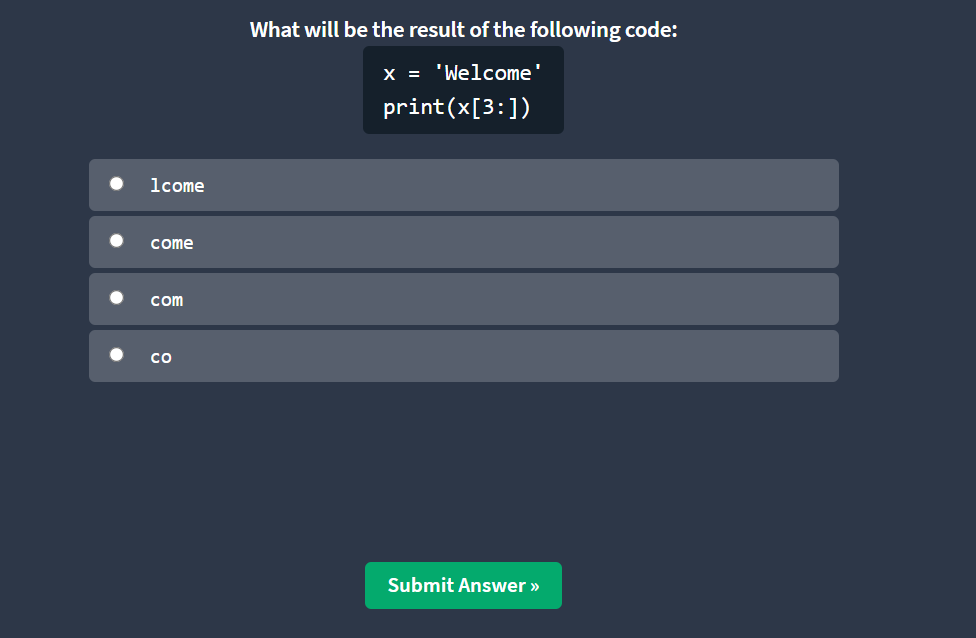 What will be the result of the following code:
x = 'Welcome'
print(x[3:])
lcome
come
com
co
Submit Answer »